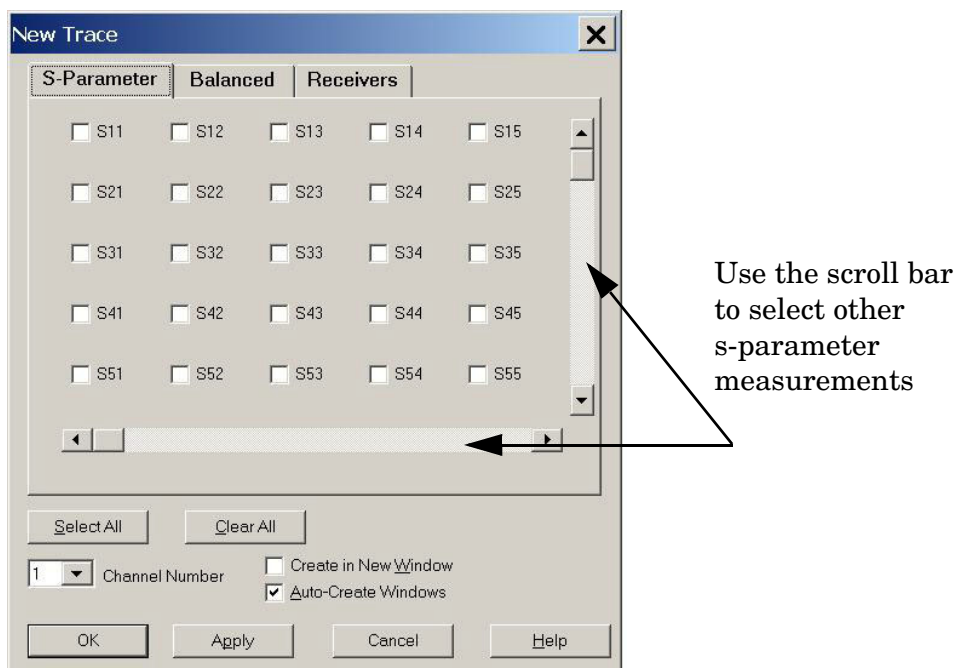 New Trace
S-Parameter Balanced Receivers
S11 S12 S13 S14 S15
S21 S22 S23 S24 S25
S31 S32 S33 S34 S35
S41 S42 S43 S44 S45
S51 S52 S53 S54 S55
Use the scroll bar
to select other
s-parameter
measurements
Select All Clear All
1 Channel Number
Create in New Window
Auto-Create Windows
OK Apply Cancel Help